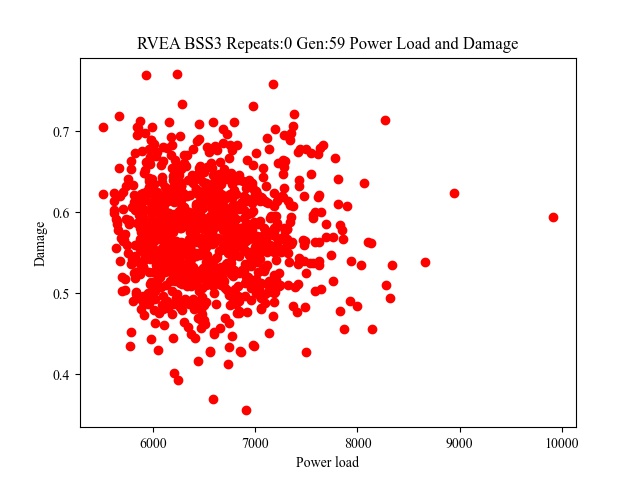 RVEA BSS3 Repeats:0 Gen:59 Power Load and Damage
0.7
0.6
0.5
0.4
Damage
6000 7000 8000 9000 10000
Power load